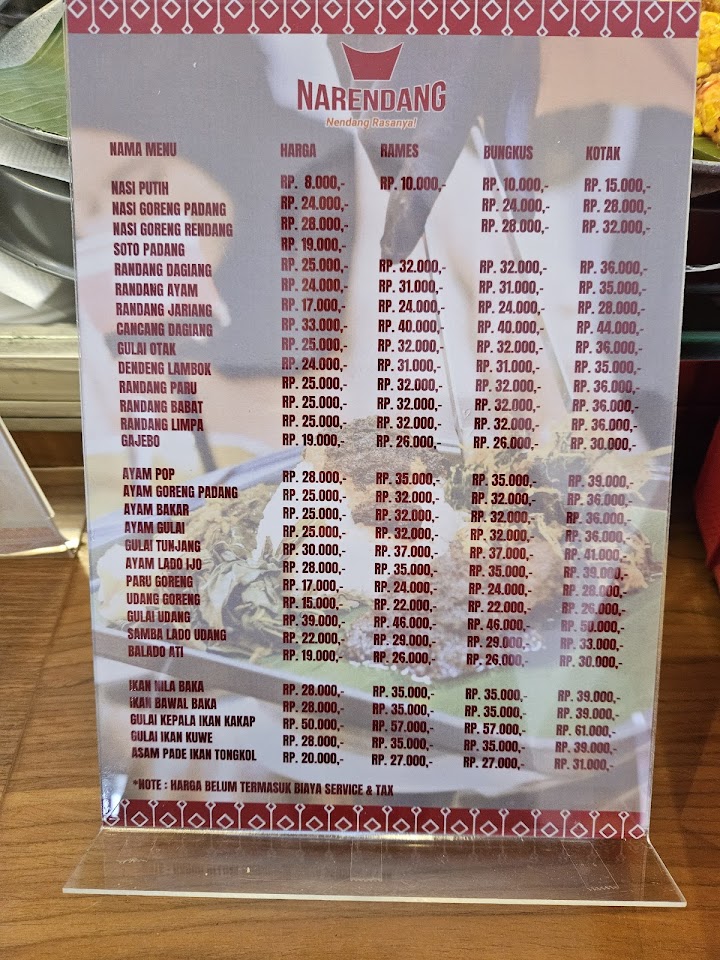 NARENDANG
Nendang Rasanya!
NAMA MENU HARGA RAMES BUNGKUS KOTAK
NASI PUTIH RP. 8.000,- RP. 10.000,- RP. 10.000,- RP. 15.000,-
NASI GORENG PADANG RP. 24.000,- RP. 24.000,- RP. 28.000,-
NASI GORENG RENDANG RP. 28.000,- RP. 28.000,- RP. 32.000,-
SOTO PADANG RP. 19.000,-
RANDANG DAGIANG RP. 25.000,- RP. 32.000,- RP. 32.000,- RP. 36.000,-
RANDANG AYAM RP. 24.000,- RP. 31.000,- RP. 31.000,- RP. 35.000,-
RANDANG JARIANG RP. 17.000,- RP. 24.000,- RP. 24.000,- RP. 28.000,-
CANCANG DAGIANG RP. 33.000,- RP. 40.000,- RP. 40.000,- RP. 44.000,-
GULAI OTAK RP. 25.000,- RP. 32.000,- RP. 32.000,- RP. 36.000,-
DENDENG LAMBOK RP. 24.000,- RP. 31.000,- RP. 31.000,- RP. 35.000,-
RANDANG PARU RP. 25.000,- RP. 32.000,- RP. 32.000,- RP. 36.000,-
RANDANG BABAT RP. 25.000,- RP. 32.000,- RP. 32.000,- RP. 36.000,-
RANDANG LIMPA RP. 25.000,- RP. 32.000,- RP. 32.000,- RP. 36.000,-
GAJEBO RP. 19.000,- RP. 26.000,- RP. 26.000,- RP. 30.000,-
AYAM POP RP. 28.000,- RP. 35.000,- RP. 35.000,- RP. 39.000,-
AYAM GORENG PADANG RP. 25.000,- RP. 32.000,- RP. 32.000,- RP. 36.000,-
AYAM BAKAR RP. 25.000,- RP. 32.000,- RP. 32.000,- RP. 36.000,-
AYAM GULAI RP. 25.000,- RP. 32.000,- RP. 32.000,- RP. 36.000,-
GULAI TUNJANG RP. 30.000,- RP. 37.000,- RP. 37.000,- RP. 41.000,-
AYAM LADO IJO RP. 28.000,- RP. 35.000,- RP. 35.000,- RP. 39.000,-
PARU GORENG RP. 17.000,- RP. 24.000,- RP. 24.000,- RP. 28.000,-
UDANG GORENG RP. 15.000,- RP. 22.000,- RP. 22.000,- RP. 26.000,-
GULAI UDANG RP. 39.000,- RP. 46.000,- RP. 46.000,- RP. 50.000,-
SAMBA LADO UDANG RP. 22.000,- RP. 29.000,- RP. 29.000,- RP. 33.000,-
BALADO ATI RP. 19.000,- RP. 26.000,- RP. 26.000,- RP. 30.000,-
IKAN NILA BAKA RP. 28.000,- RP. 35.000,- RP. 35.000,- RP. 39.000,-
IKAN BAWAL BAKA RP. 28.000,- RP. 35.000,- RP. 35.000,- RP. 39.000,-
GULAI KEPALA IKAN KAKAP RP. 50.000,- RP. 57.000,- RP. 57.000,- RP. 61.000,-
GULAI IKAN KUWE RP. 28.000,- RP. 35.000,- RP. 35.000,- RP. 39.000,-
ASAM PADE IKAN TONGKOL RP. 20.000,- RP. 27.000,- RP. 27.000,- RP. 31.000,-
*NOTE : HARGA BELUM TERMASUK BIAYA SERVICE & TAX